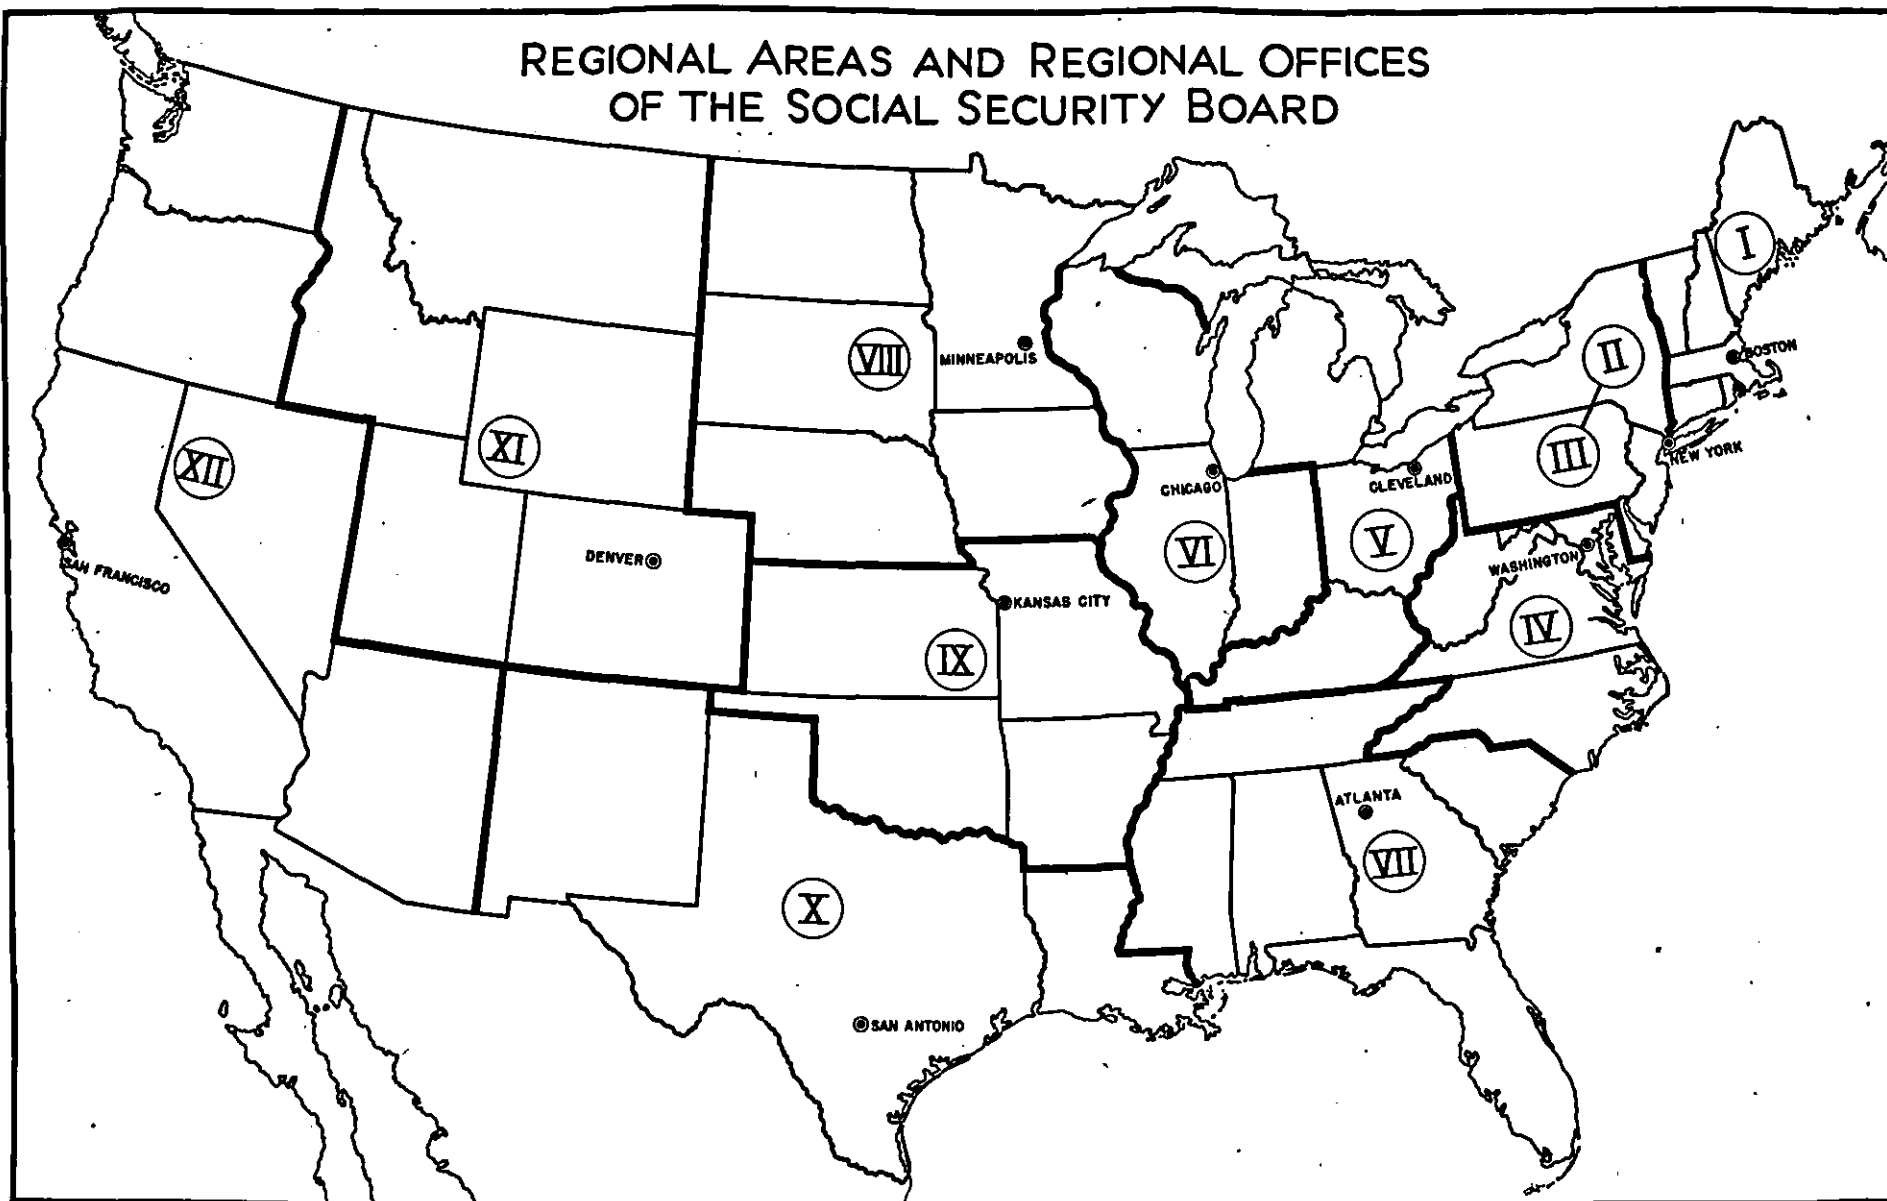 REGIONAL AREAS AND REGIONAL OFFICES
OF THE SOCIAL SECURITY BOARD
I
II
BOSTON
MINNEAPOLIS
VIII
XI
III
NEW YORK
XII
CHICAGO
CLEVELAND
VI
V
DENVER
WASHINGTON
SAN FRANCISCO
KANSAS CITY
IV
IX
ATLANTA
VII
X
SAN ANTONIO